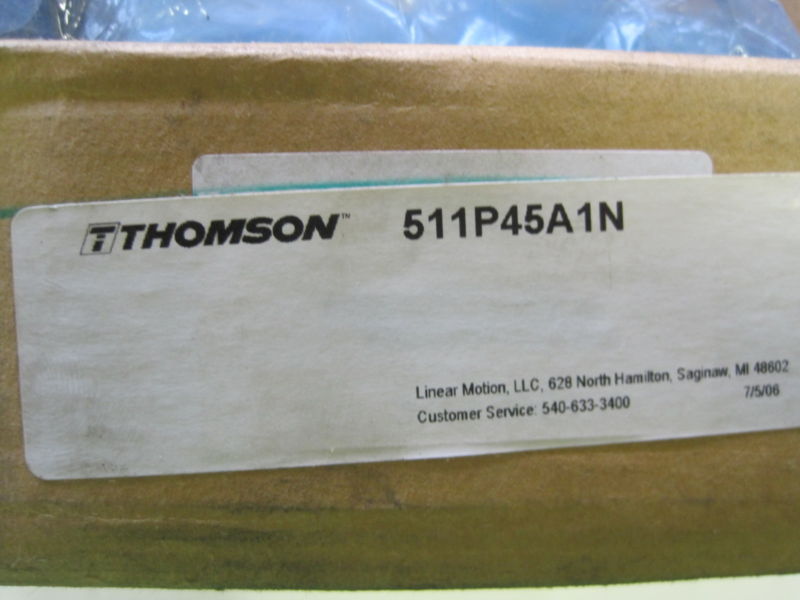 THOMSON™ 511P45A1N
Linear Motion, LLC, 628 North Hamilton, Saginaw, MI 48602
Customer Service: 540-633-3400 7/5/06